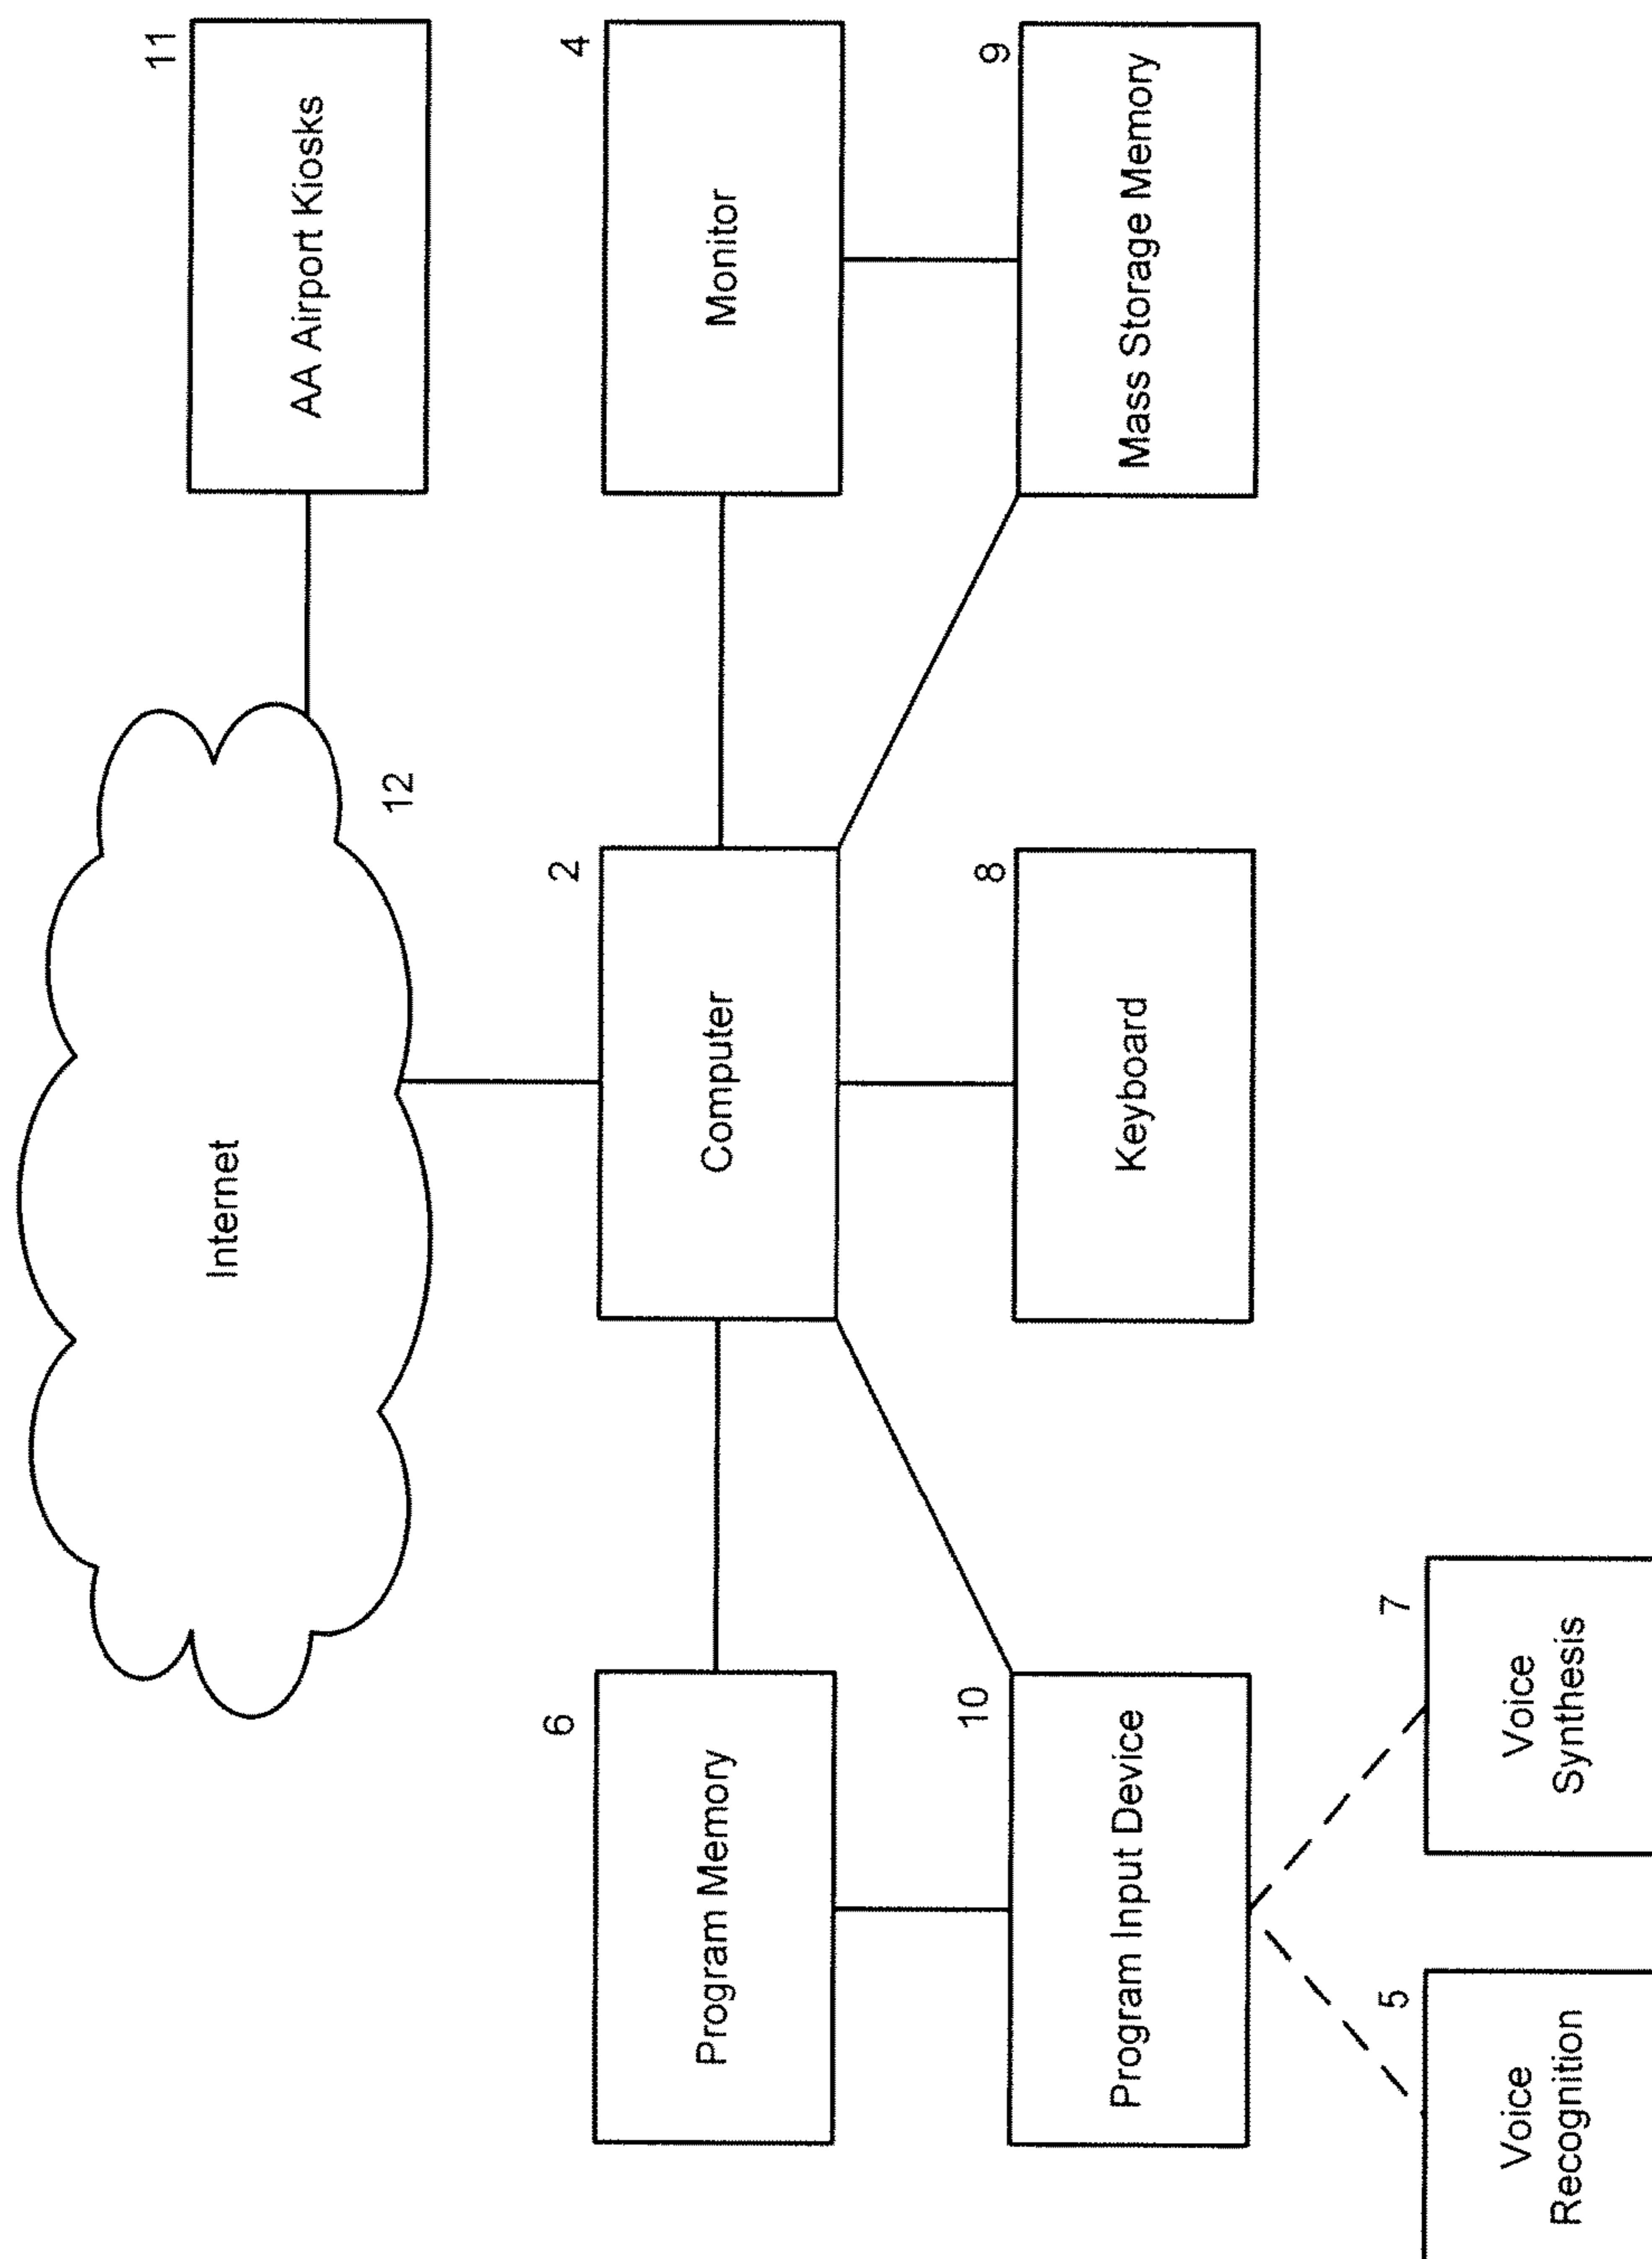 11
Internet
AA Airport Kiosks
12
6
Program Memory
2
Computer
4
Monitor
10
Program Input Device
8
Keyboard
9
Mass Storage Memory
5
Voice
Recognition
7
Voice
Synthesis